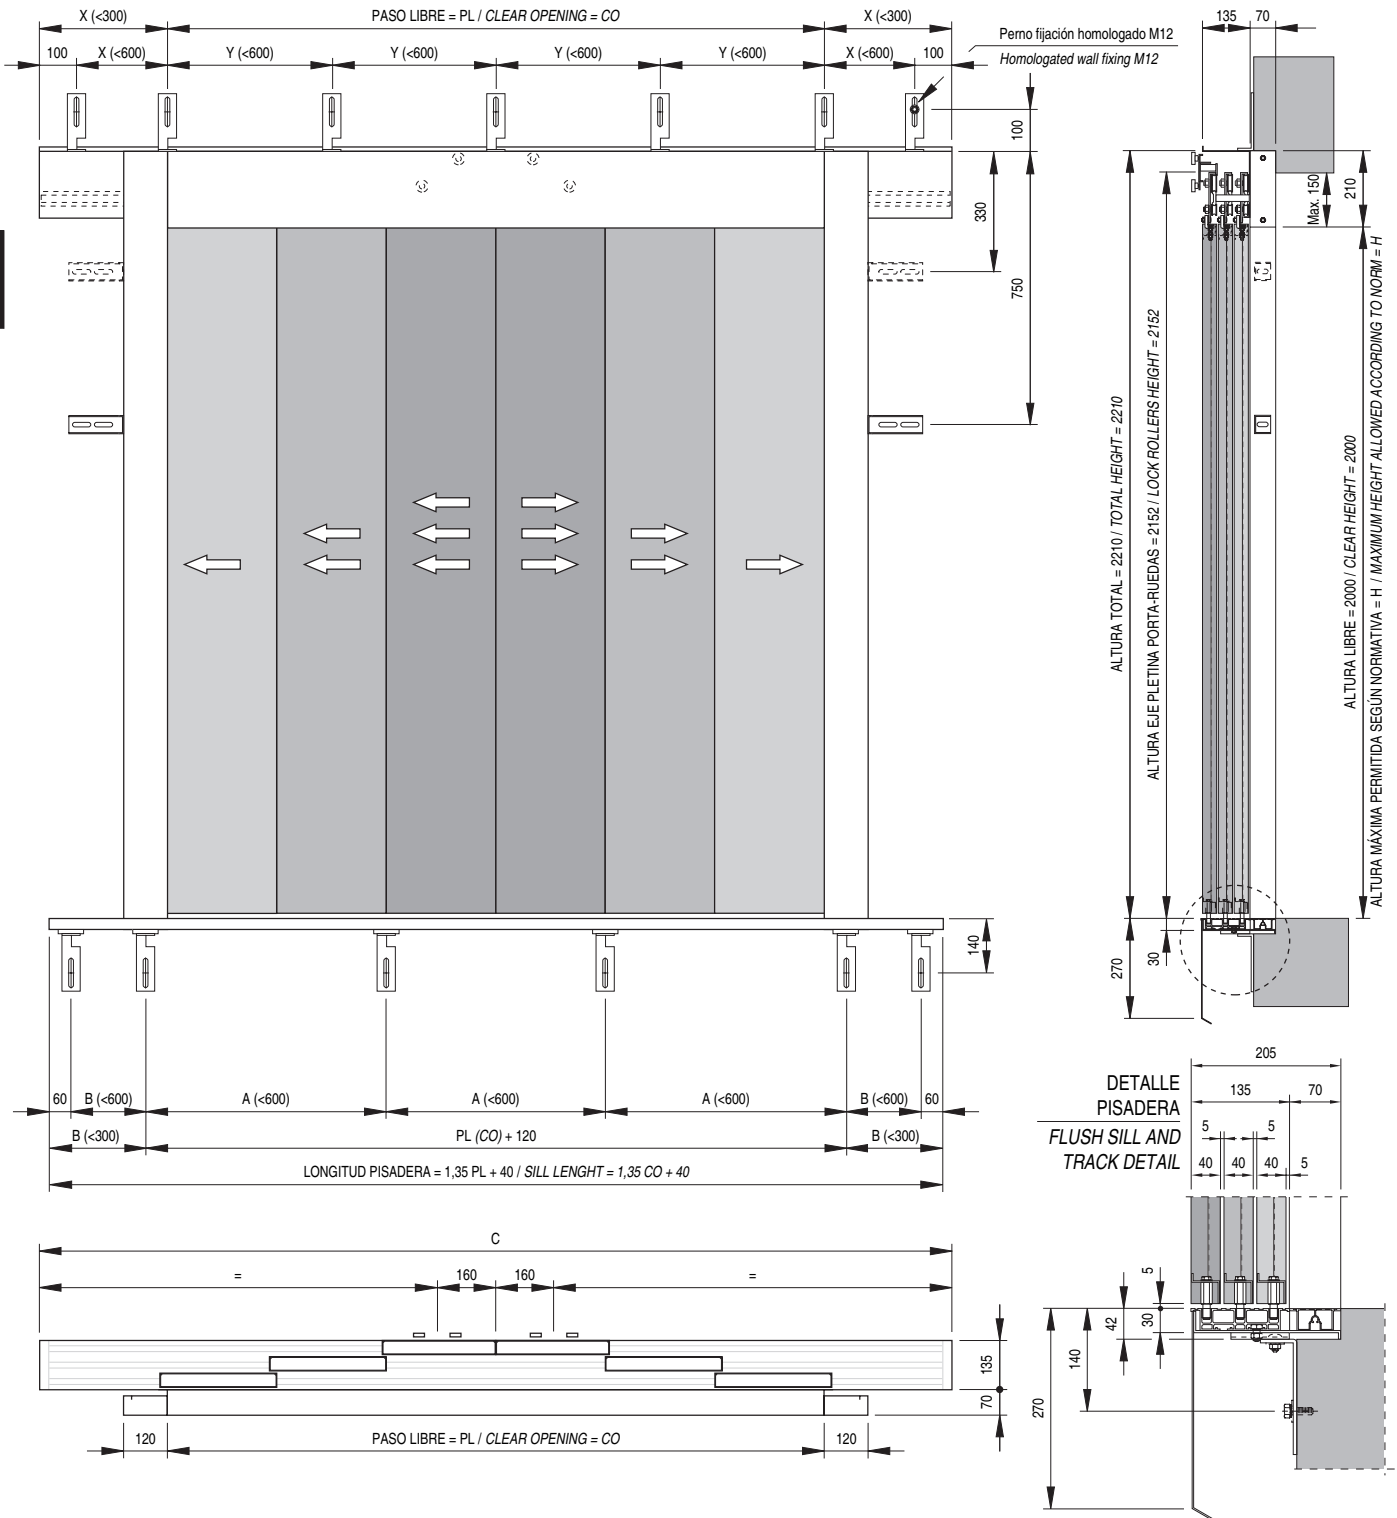 X (<300)
PASO LIBRE = PL / CLEAR OPENING = CO
X (<300)
100
X (<600)
Y (<600)
Y (<600)
Y (<600)
Y (<600)
X (<600)
100
Perno fijación homologado M12
Homologated wall fixing M12
135
70
100
330
750
Max. 150
210
ALTURA TOTAL = 2210 / TOTAL HEIGHT = 2210
ALTURA EJE PLETINA PORTA-RUEDAS = 2152 / LOCK ROLLERS HEIGHT = 2152
ALTURA LIBRE = 2000 / CLEAR HEIGHT = 2000
ALTURA MÁXIMA PERMITIDA SEGÚN NORMATIVA = H / MAXIMUM HEIGHT ALLOWED ACCORDING TO NORM = H
140
270
30
60
B (<600)
A (<600)
A (<600)
A (<600)
B (<600)
60
B (<300)
PL (CO) + 120
B (<300)
LONGITUD PISADERA = 1,35 PL + 40 / SILL LENGHT = 1,35 CO + 40
DETALLE
PISADERA
FLUSH SILL AND
TRACK DETAIL
205
135
70
5
5
40
40
40
5
5
42
30
140
270
C
=
160
160
=
135
70
120
PASO LIBRE = PL / CLEAR OPENING = CO
120